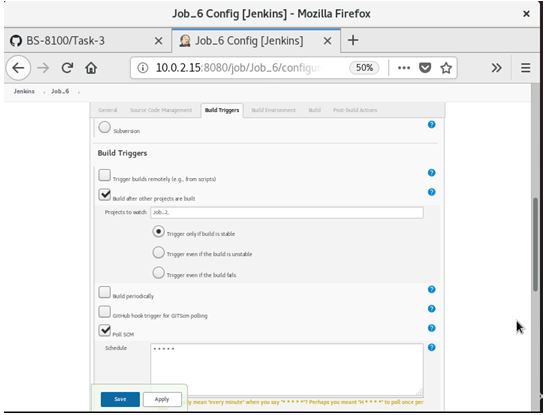 Job_6 Config [Jenkins] - Mozilla Firefox
BS-8100/Task-3
Job_6 Config [Jenkins]
10.0.2.15:8080/job/Job_6/configur
50%
Jenkins
Job_6
General
Source Code Management
Build Triggers
Build Environment
Build
Post-build Actions
Subversion
Build Triggers
Trigger builds remotely (e.g., from scripts)
Build after other projects are built
Projects to watch
Job_2,
Trigger only if build is stable
Trigger even if the build is unstable
Trigger even if the build fails
Build periodically
GitHub hook trigger for GITScm polling
Poll SCM
Schedule
* * * * *
Save
Apply
mean "every minute" when you say "* * * * *"? Perhaps you meant "H * * * *" to poll once per